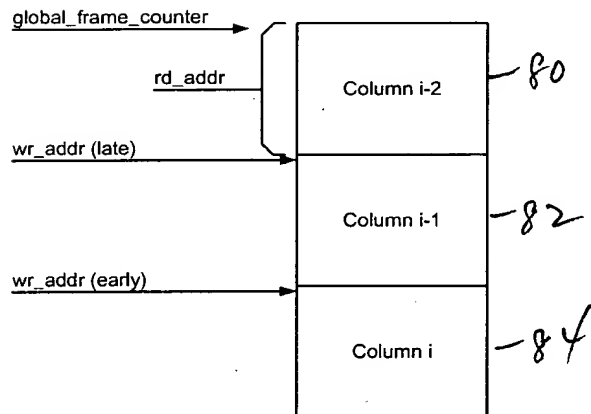 global_frame_counter
Column i-2
80
rd_addr
wr_addr (late)
Column i-1
82
wr_addr (early)
Column i
84